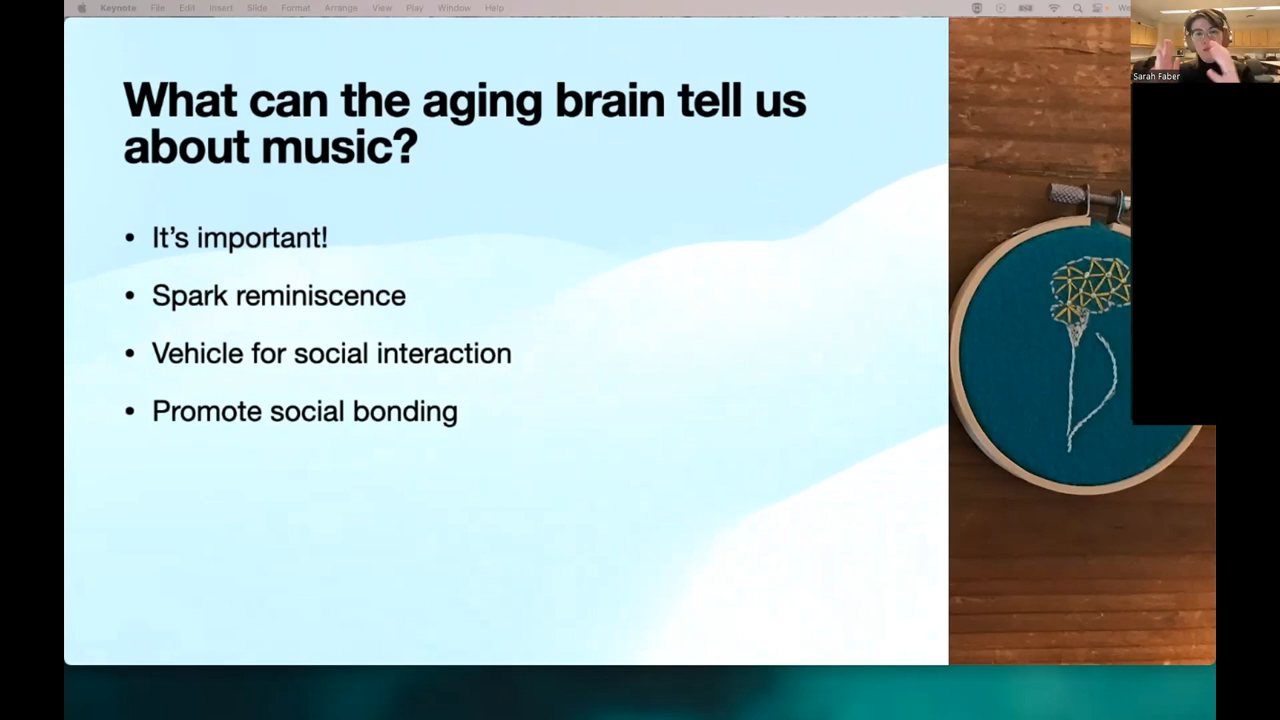 Keynote File Edit Insert Slide Format Arrange View Play Window Help
Sarah Faber
What can the aging brain tell us
about music?
• It's important!
• Spark reminiscence
• Vehicle for social interaction
• Promote social bonding